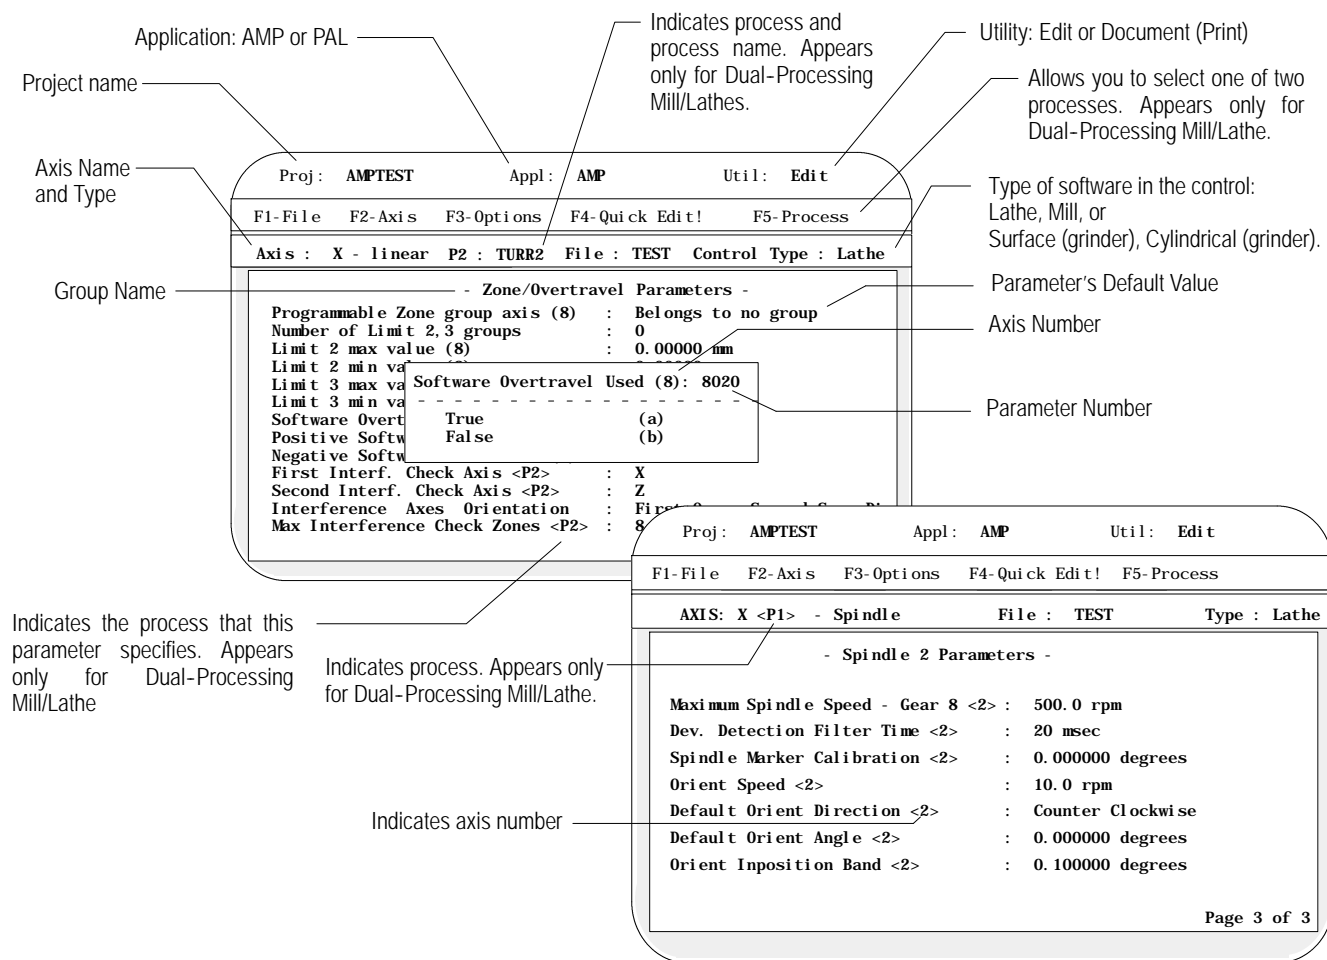 Application: AMP or PAL
Project name
Axis Name
and Type
Group Name
Indicates process and
process name. Appears
only for Dual-Processing
Mill/Lathes.
Utility: Edit or Document (Print)
Allows you to select one of two
processes. Appears only for
Dual-Processing Mill/Lathe.
Type of software in the control:
Lathe, Mill, or
Surface (grinder), Cylindrical (grinder).
Parameter's Default Value
Axis Number
Parameter Number
Proj: AMPTEST Appl: AMP Util: Edit
F1-File F2-Axis F3-Options F4-Quick Edit! F5-Process
Axis : X - linear P2 : TURR2 File : TEST Control Type : Lathe
- Zone/Overtravel Parameters -
Programmable Zone group axis (8) : Belongs to no group
Number of Limit 2,3 groups : 0
Limit 2 max value (8) : 0.00000 mm
Limit 2 min
Limit 3 max va
Limit 3 min va
Software Overt
Positive Softw
Negative Softw
First Interf. Check Axis <P2> : X
Second Interf. Check Axis <P2> : Z
Interference Axes Orientation :
Max Interference Check Zones <P2> : 8
Software Overtravel Used (8): 8020
- - - - - - - - - - - - - - - - - - -
True (a)
False (b)
Indicates the process that this
parameter specifies. Appears
only for Dual-Processing
Mill/Lathe
Indicates process. Appears only
for Dual-Processing Mill/Lathe.
Indicates axis number
Proj: AMPTEST Appl: AMP Util: Edit
F1-File F2-Axis F3-Options F4-Quick Edit! F5-Process
AXIS: X <P1> - Spindle File : TEST Type : Lathe
- Spindle 2 Parameters -
Maximum Spindle Speed - Gear 8 <2> : 500.0 rpm
Dev. Detection Filter Time <2> : 20 msec
Spindle Marker Calibration <2> : 0.000000 degrees
Orient Speed <2> : 10.0 rpm
Default Orient Direction <2> : Counter Clockwise
Default Orient Angle <2> : 0.000000 degrees
Orient Inposition Band <2> : 0.100000 degrees
Page 3 of 3